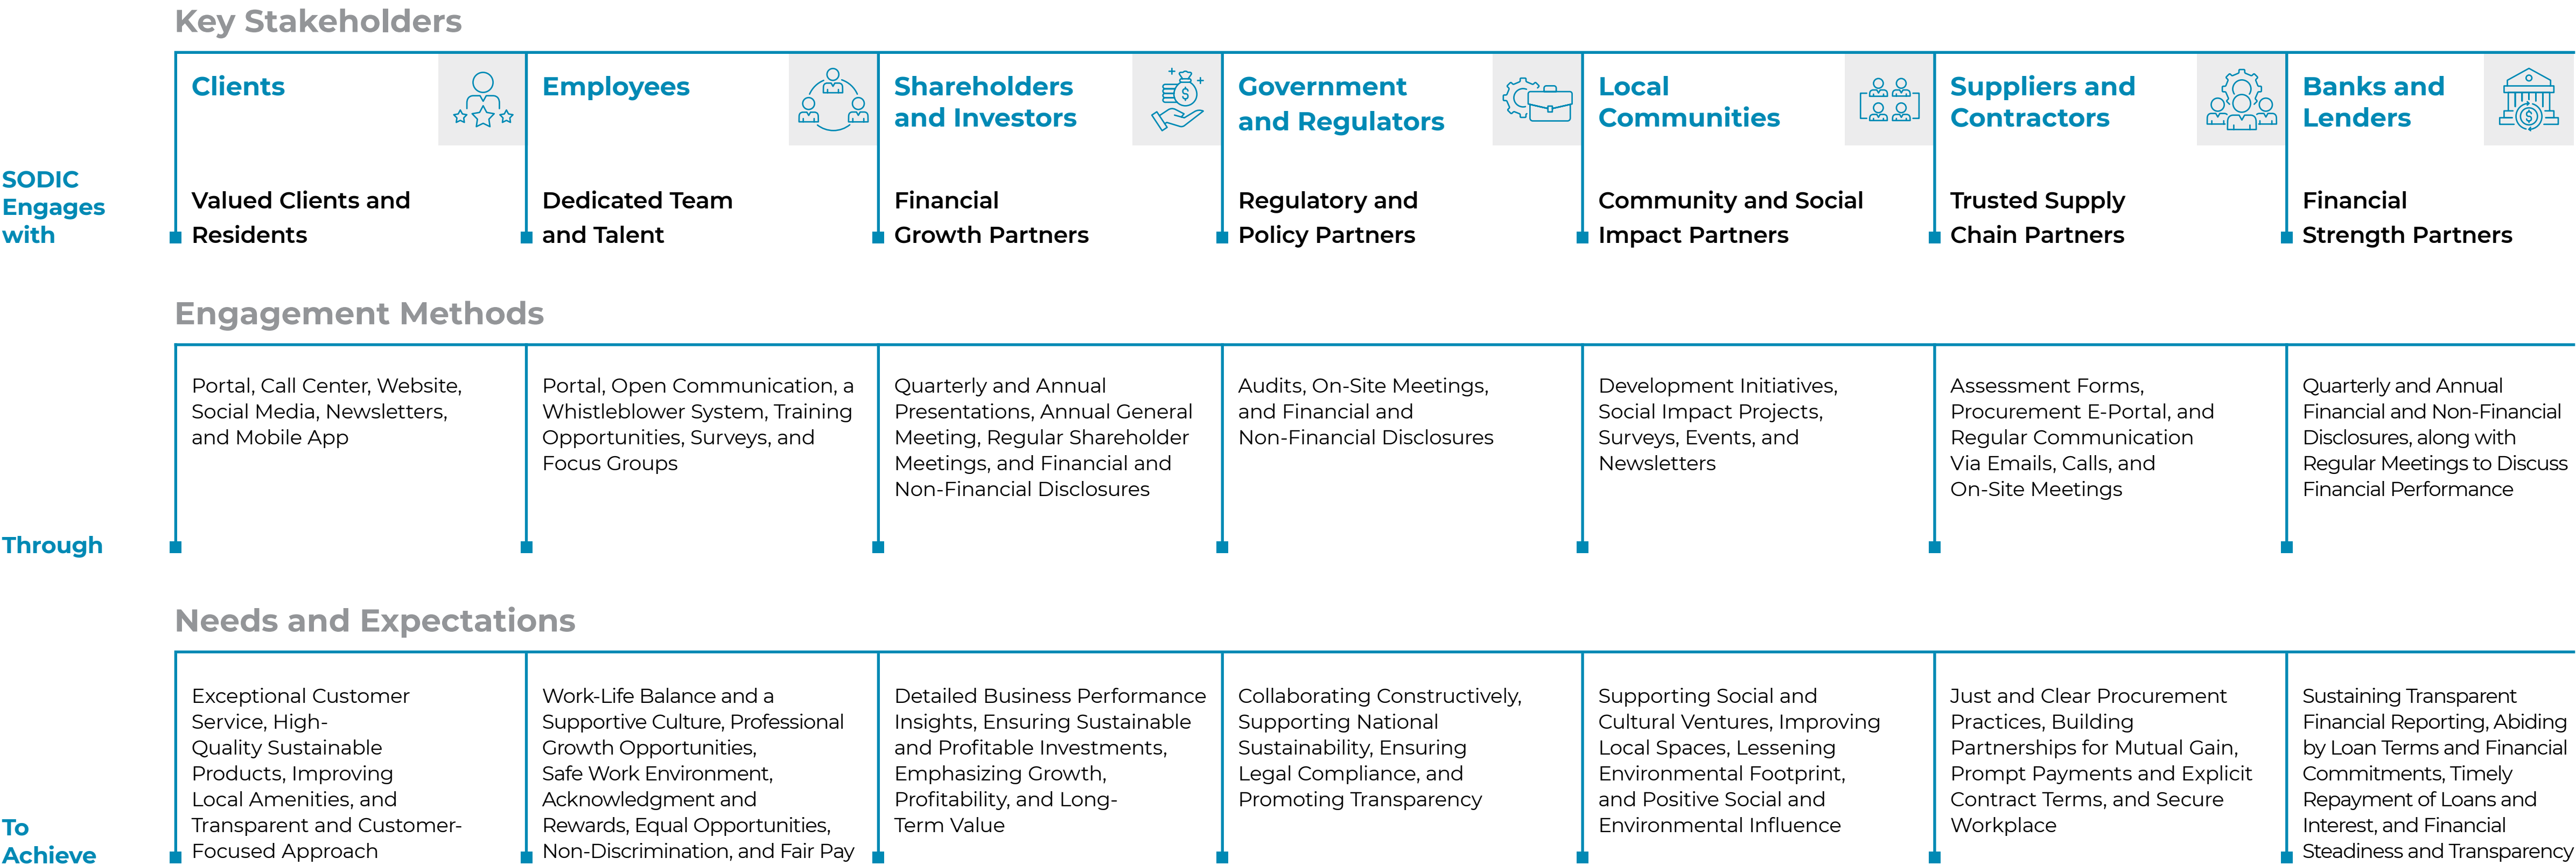 Key Stakeholders
SODIC
Engages
with
Clients
Valued Clients and
Residents
Employees
Dedicated Team
and Talent
Shareholders
and Investors
Financial
Growth Partners
Government
and Regulators
Regulatory and
Policy Partners
Local
Communities
Community and Social
Impact Partners
Suppliers and
Contractors
Trusted Supply
Chain Partners
Banks and
Lenders
Financial
Strength Partners
Engagement Methods
Through
Portal, Call Center, Website,
Social Media, Newsletters,
and Mobile App
Portal, Open Communication, a
Whistleblower System, Training
Opportunities, Surveys, and
Focus Groups
Quarterly and Annual
Presentations, Annual General
Meeting, Regular Shareholder
Meetings, and Financial and
Non-Financial Disclosures
Audits, On-Site Meetings,
and Financial and
Non-Financial Disclosures
Development Initiatives,
Social Impact Projects,
Surveys, Events, and
Newsletters
Assessment Forms,
Procurement E-Portal, and
Regular Communication
Via Emails, Calls, and
On-Site Meetings
Quarterly and Annual
Financial and Non-Financial
Disclosures, along with
Regular Meetings to Discuss
Financial Performance
Needs and Expectations
To
Achieve
Exceptional Customer
Service, High-
Quality Sustainable
Products, Improving
Local Amenities, and
Transparent and Customer-
Focused Approach
Work-Life Balance and a
Supportive Culture, Professional
Growth Opportunities,
Safe Work Environment,
Acknowledgment and
Rewards, Equal Opportunities,
Non-Discrimination, and Fair Pay
Detailed Business Performance
Insights, Ensuring Sustainable
and Profitable Investments,
Emphasizing Growth,
Profitability, and Long-
Term Value
Collaborating Constructively,
Supporting National
Sustainability, Ensuring
Legal Compliance, and
Promoting Transparency
Supporting Social and
Cultural Ventures, Improving
Local Spaces, Lessening
Environmental Footprint,
and Positive Social and
Environmental Influence
Just and Clear Procurement
Practices, Building
Partnerships for Mutual Gain,
Prompt Payments and Explicit
Contract Terms, and Secure
Workplace
Sustaining Transparent
Financial Reporting, Abiding
by Loan Terms and Financial
Commitments, Timely
Repayment of Loans and
Interest, and Financial
Steadiness and Transparency